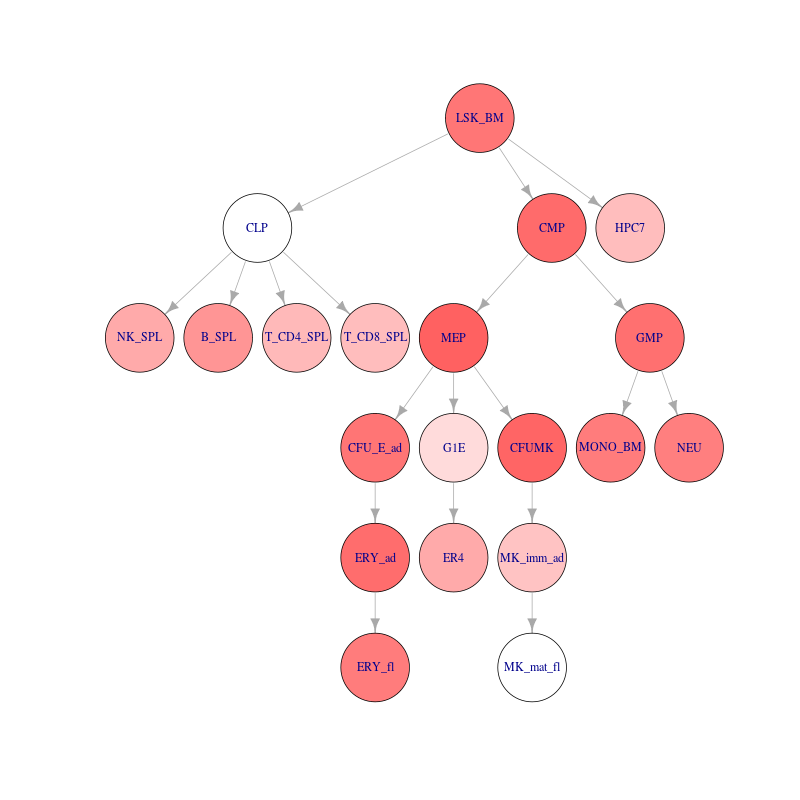 LSK_BM
CLP
CMP
HPC7
NK_SPL
B_SPL
T_CD4_SPL
T_CD8_SPL
MEP
GMP
CFU_E_ad
G1E
CFUMK
MONO_BM
NEU
ERY_ad
ER4
MK_imm_ad
ERY_fl
MK_mat_fl